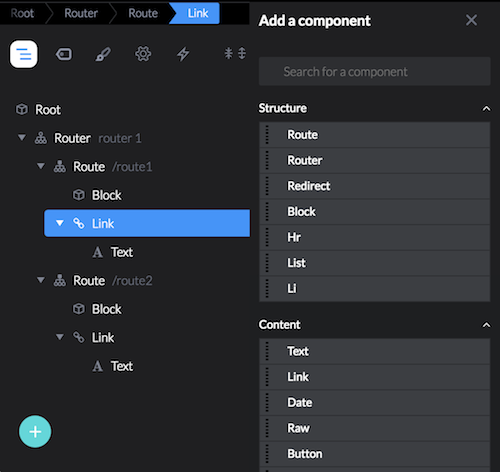 Root Router Route Link
Root
Router router 1
Route /route1
Block
Link
Text
Route /route2
Block
Link
Text
Add a component
Search for a component
Structure
Route
Router
Redirect
Block
Hr
List
Li
Content
Text
Link
Date
Raw
Button